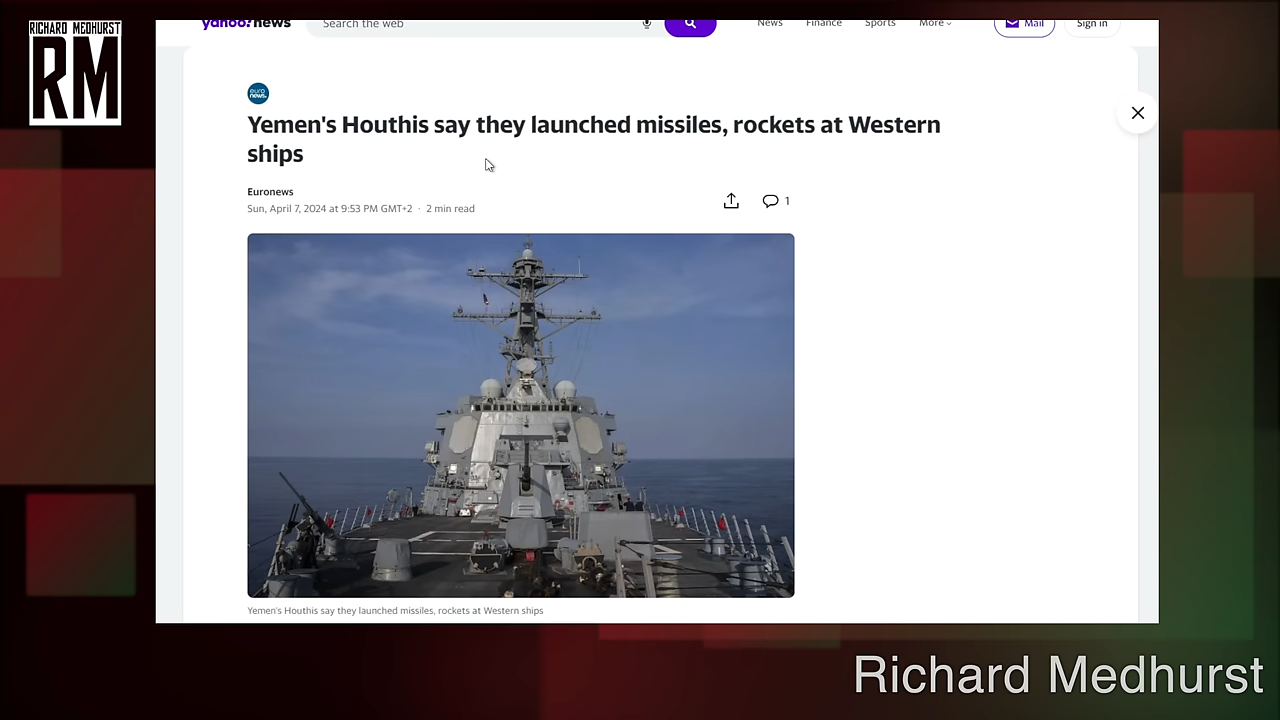 RICHARD MEDHURST
RM
yahoo!news
Search the web
News
Finance
Sports
More
Mail
Sign in
euro
news.
Yemen's Houthis say they launched missiles, rockets at Western
ships
Euronews
Sun, April 7, 2024 at 9:53 PM GMT+2 · 2 min read
1
Yemen's Houthis say they launched missiles, rockets at Western ships
Richard Medhurst